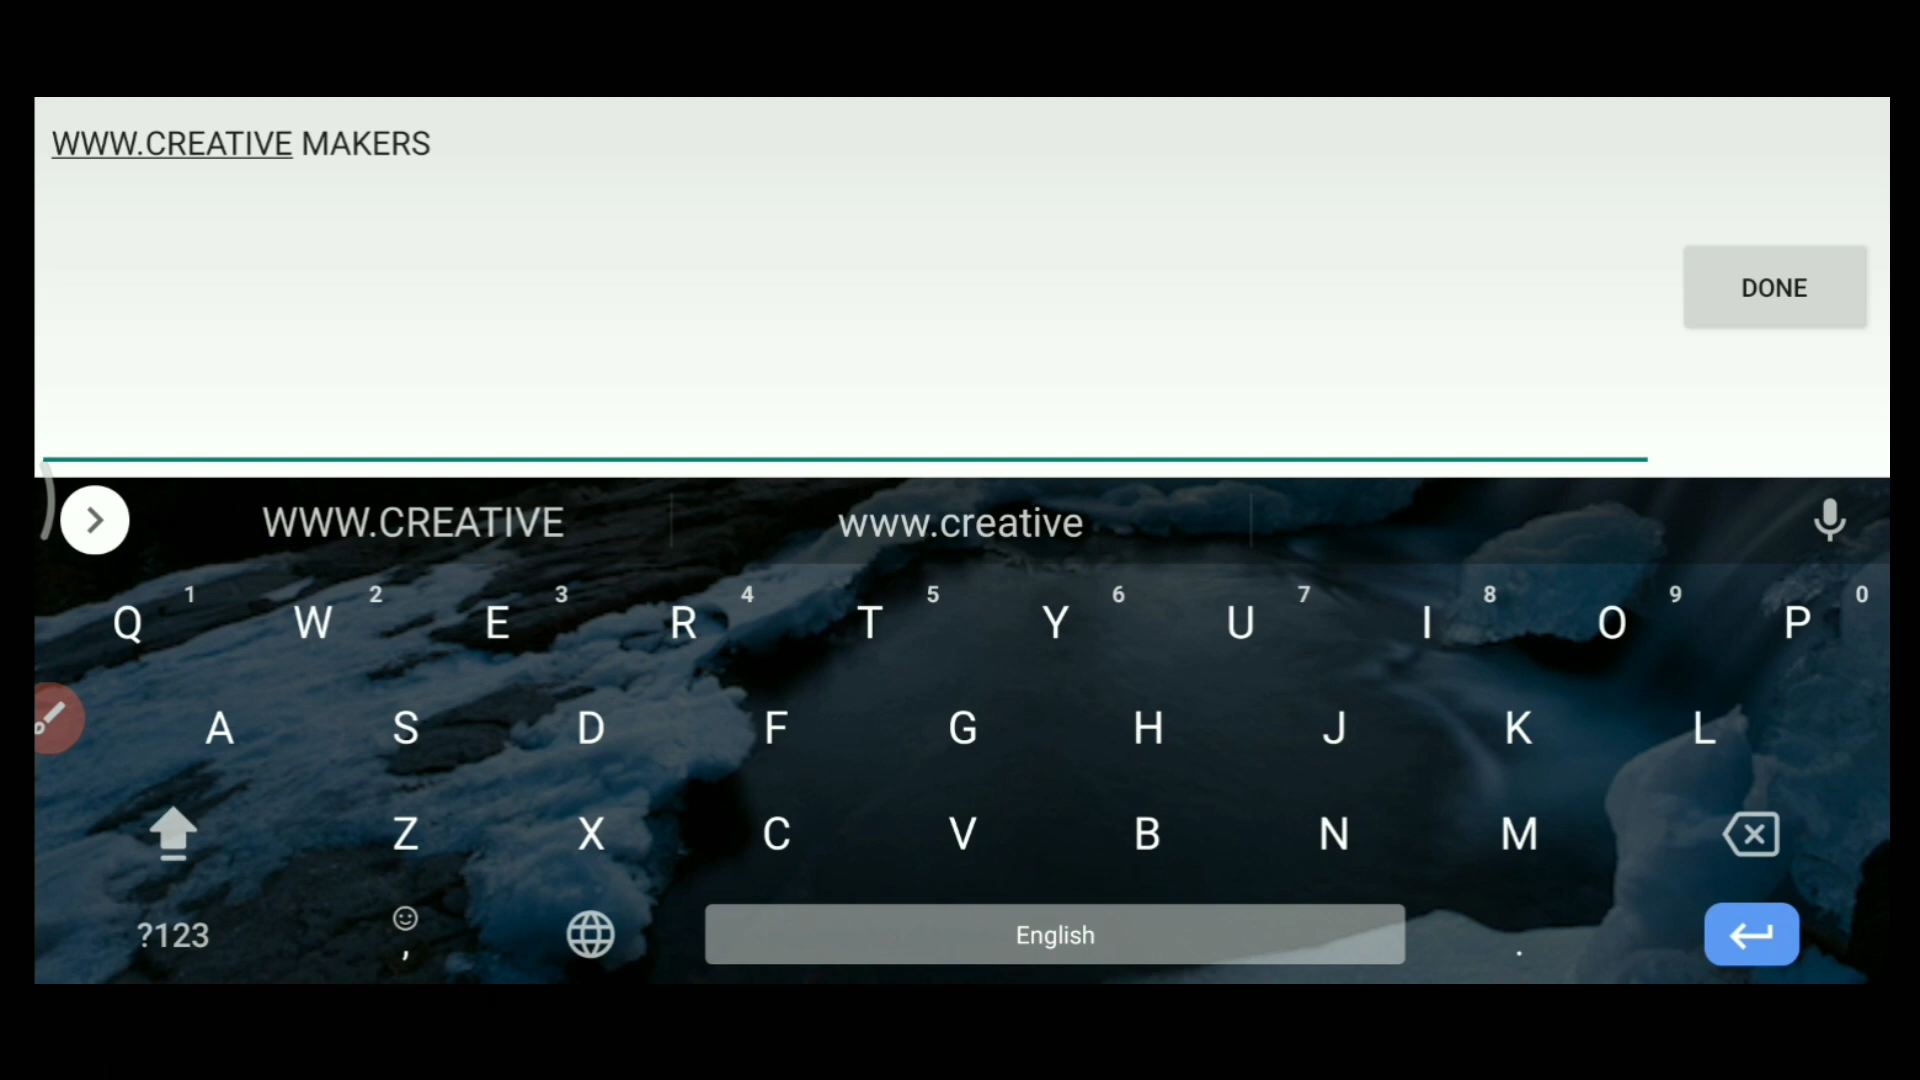 WWW.CREATIVE MAKERS
DONE
WWW.CREATIVE www.creative
1 2 3 4 5 6 7 8 9 0
Q W E R T Y U I O P
A S D F G H J K L
Z X C V B N M
?123 , English .